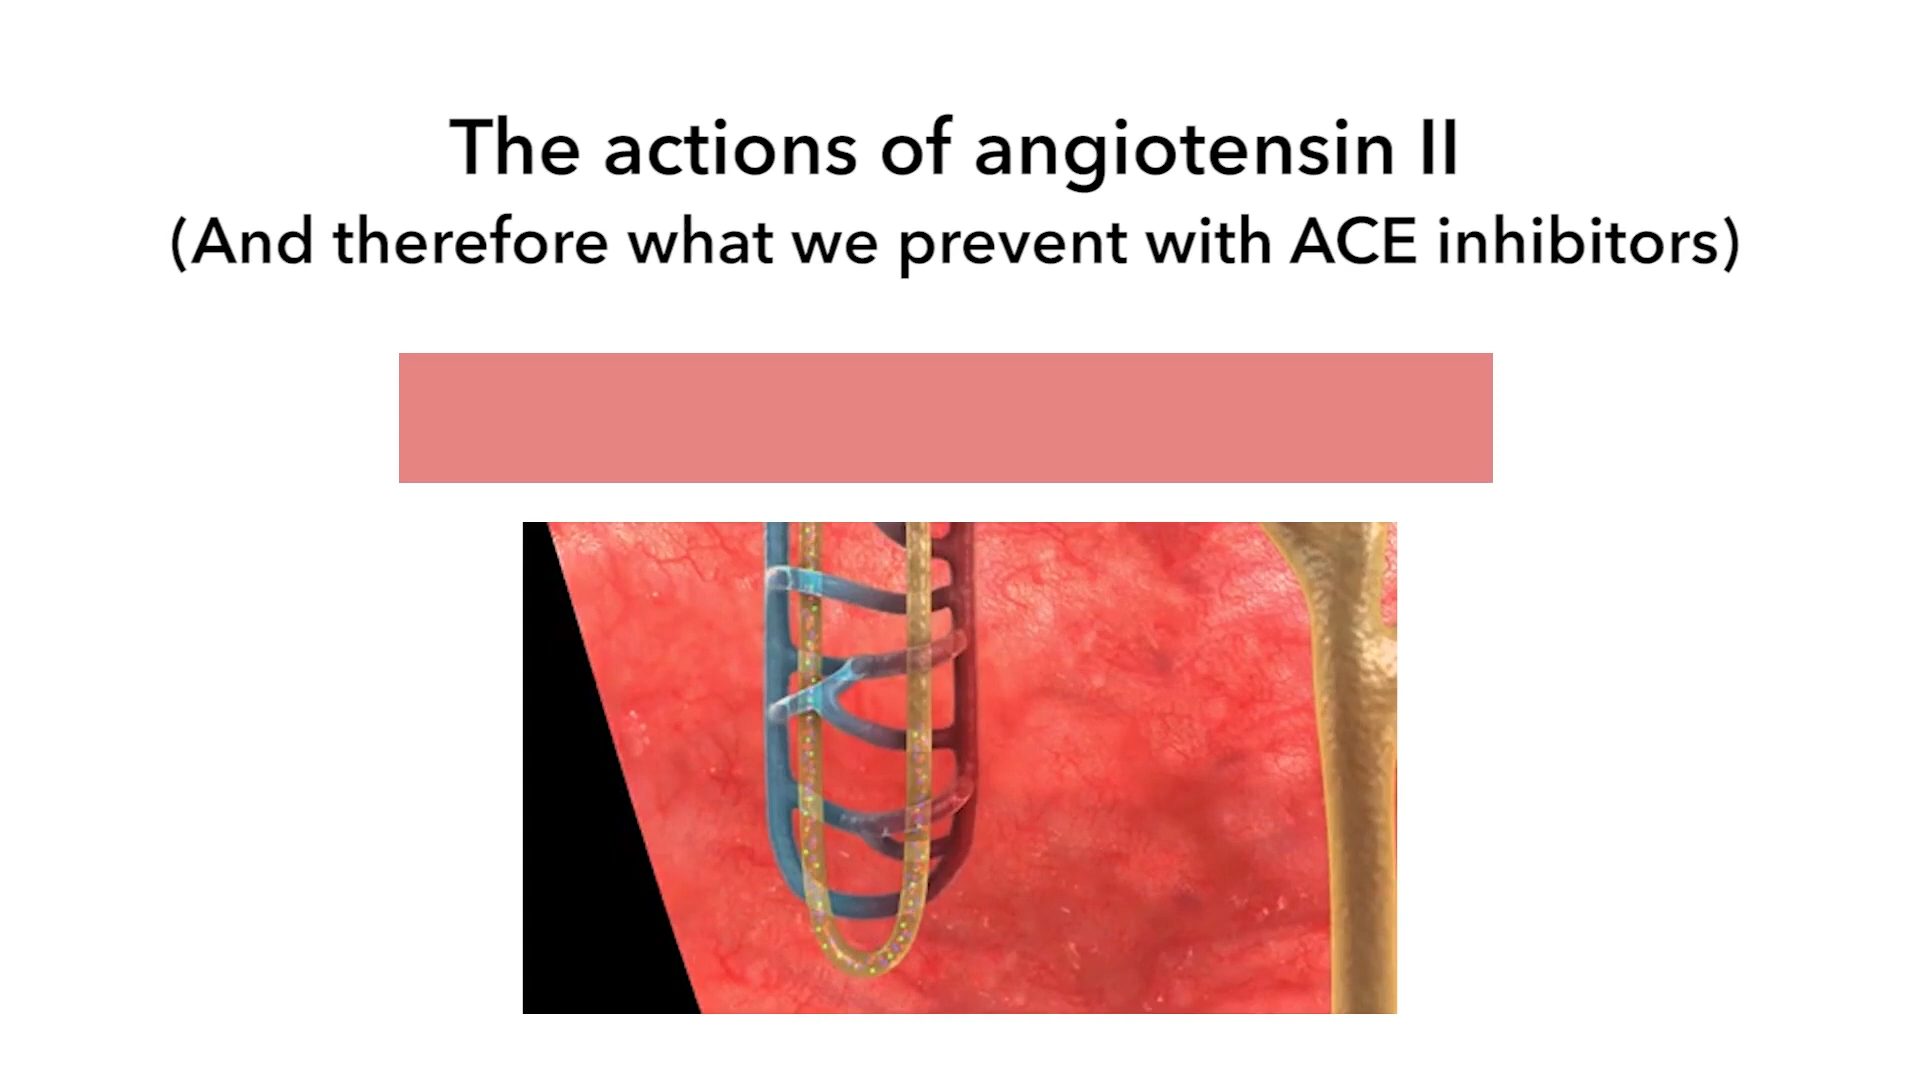 The actions of angiotensin II
(And therefore what we prevent with ACE inhibitors)